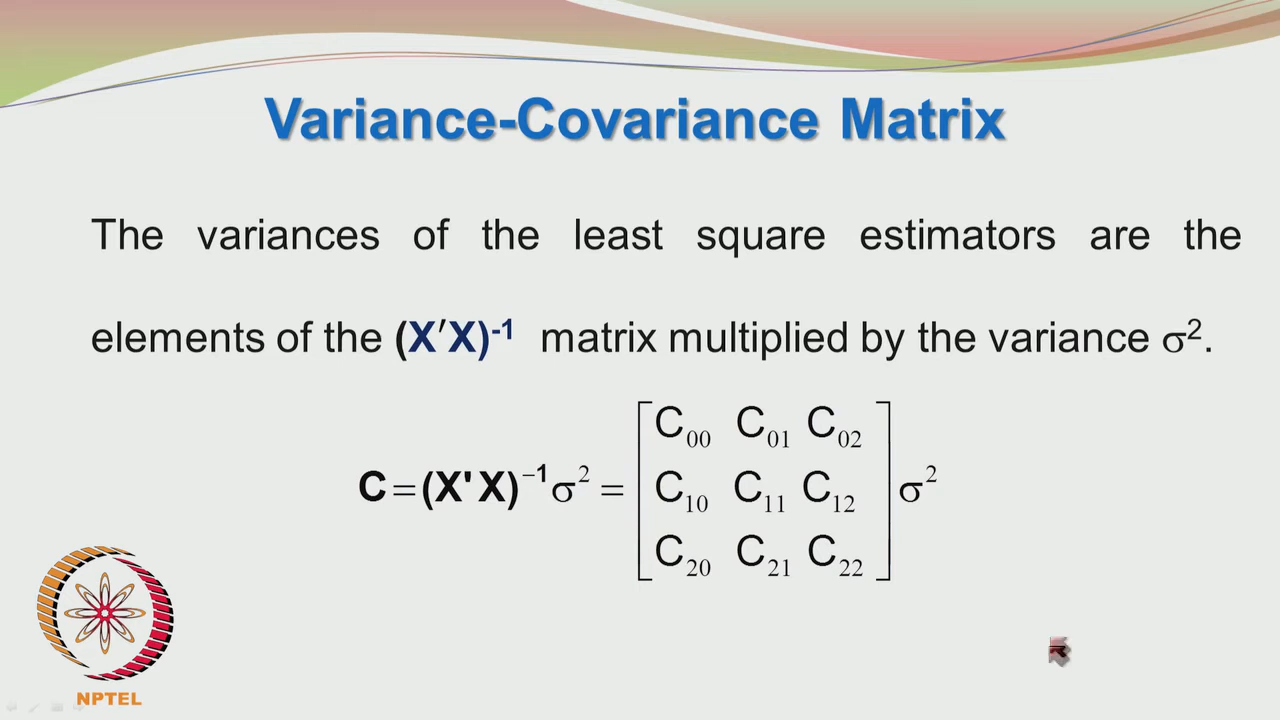 Variance-Covariance Matrix
The variances of the least square estimators are the
elements of the (X′X)⁻¹ matrix multiplied by the variance σ².
C₀₀ C₀₁ C₀₂
C=(X'X)⁻¹σ² = C₁₀ C₁₁ C₁₂ σ²
C₂₀ C₂₁ C₂₂
NPTEL